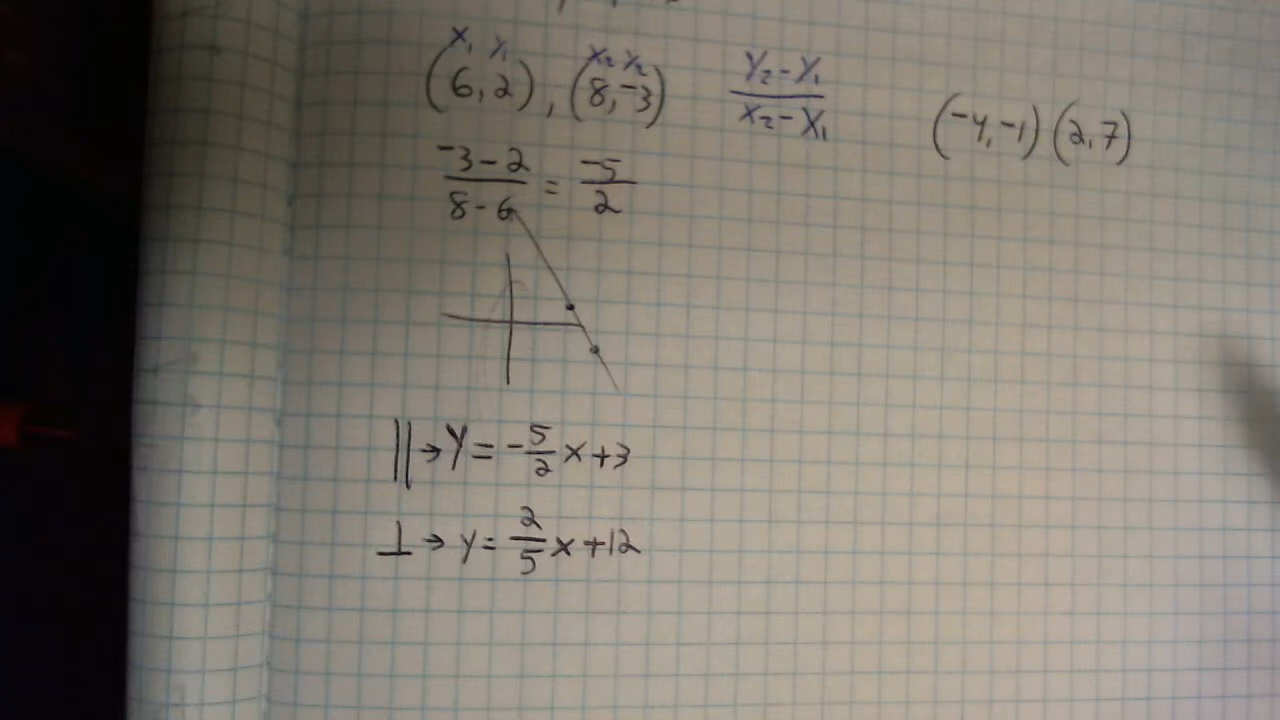 x₁ y₁ x₂ y₂
(6, 2), (8, -3)
y₂ - y₁
x₂ - x₁
-3 - 2
8 - 6
=
-5
2
(-4, -1) (2, 7)
|| → y = -5/2 x + 3
⊥ → y = 2/5 x + 12